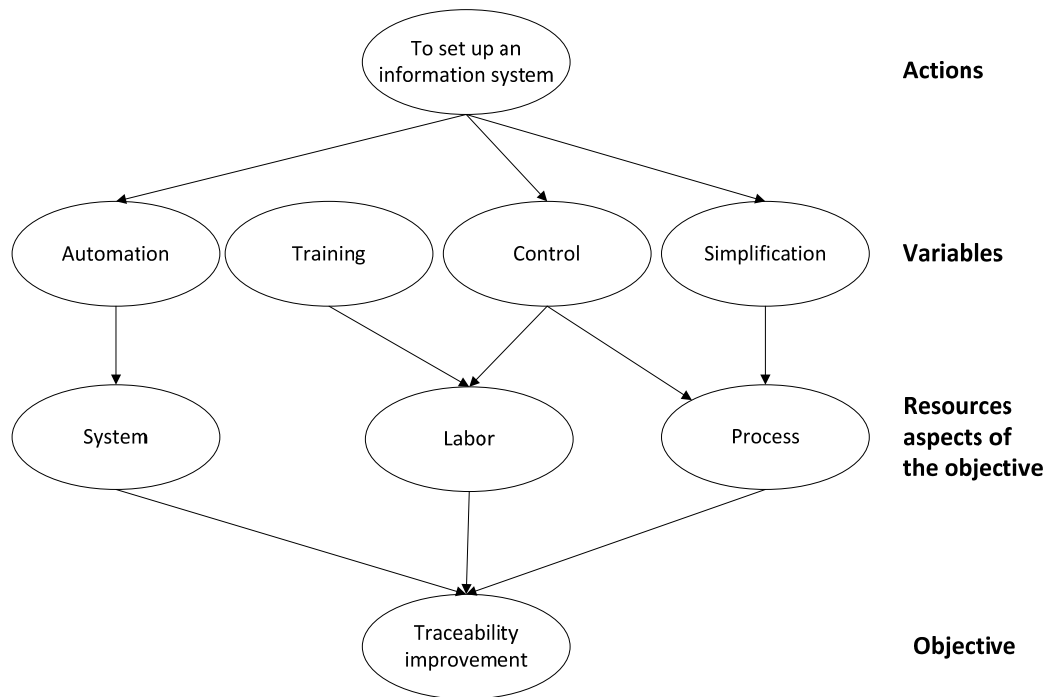 To set up an
information system
Actions
Automation
Training
Control
Simplification
Variables
System
Labor
Process
Resources
aspects of
the objective
Traceability
improvement
Objective